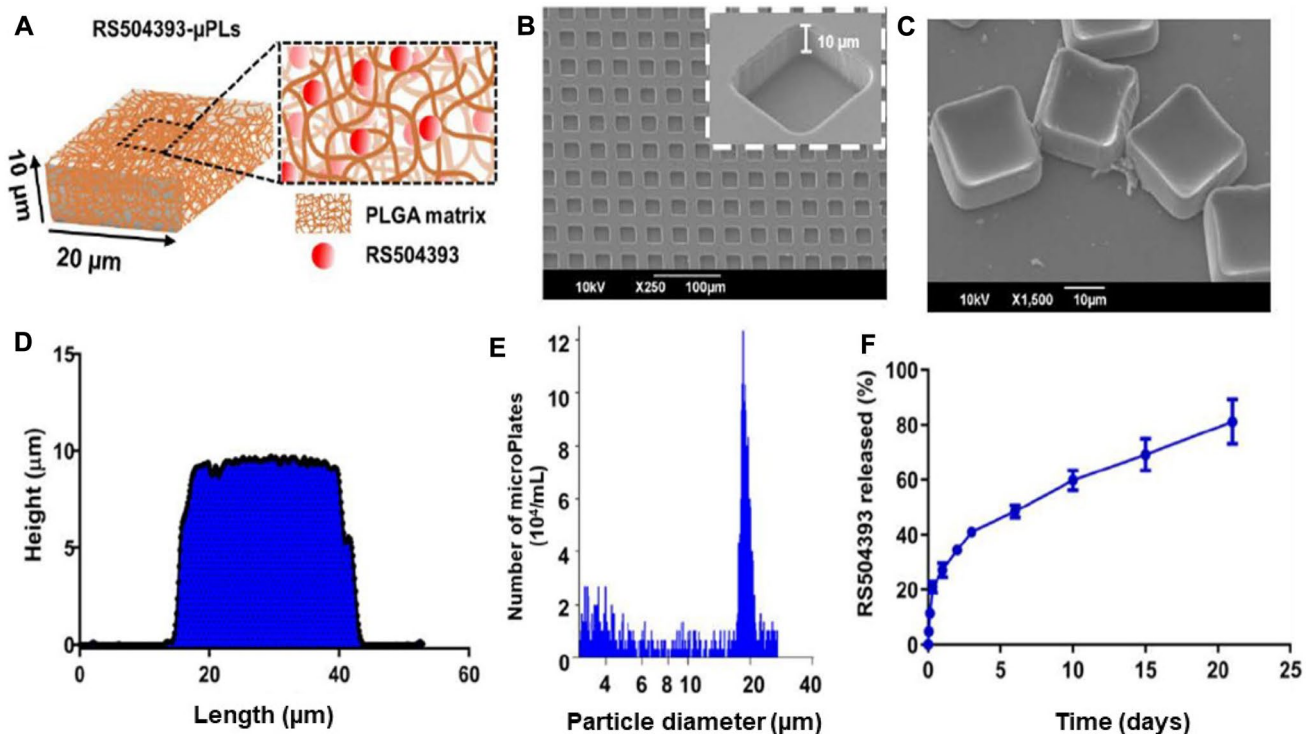 A
RS504393-µPLs
10 µm
20 µm
PLGA matrix
RS504393
B
10 µm
10kV X250 100µm
C
10kV X1,500 10µm
D
15
10
5
0
0 20 40 60
Height (µm)
Length (µm)
E
12
10
8
6
4
2
0
4 6 8 10 20 40
Number of microPlates
(10⁴/mL)
Particle diameter (µm)
F
100
80
60
40
20
0
0 5 10 15 20 25
RS504393 released (%)
Time (days)